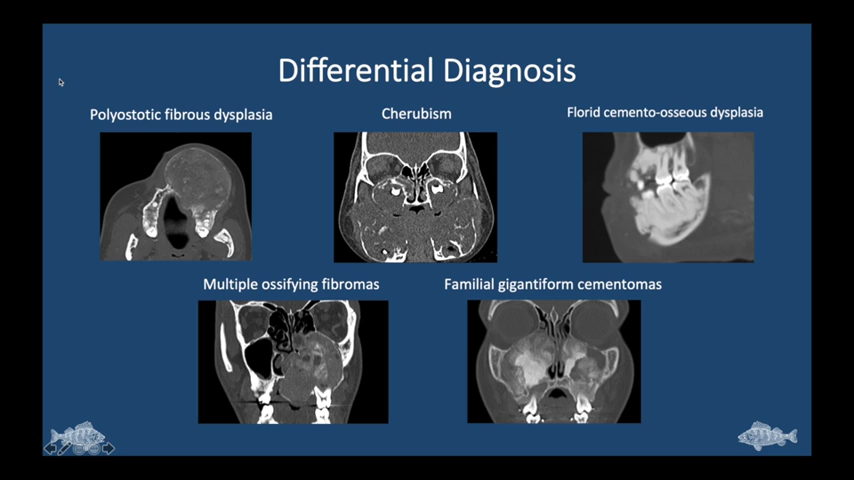 Differential Diagnosis
Polyostotic fibrous dysplasia
Cherubism
Florid cemento-osseous dysplasia
Multiple ossifying fibromas
Familial gigantiform cementomas